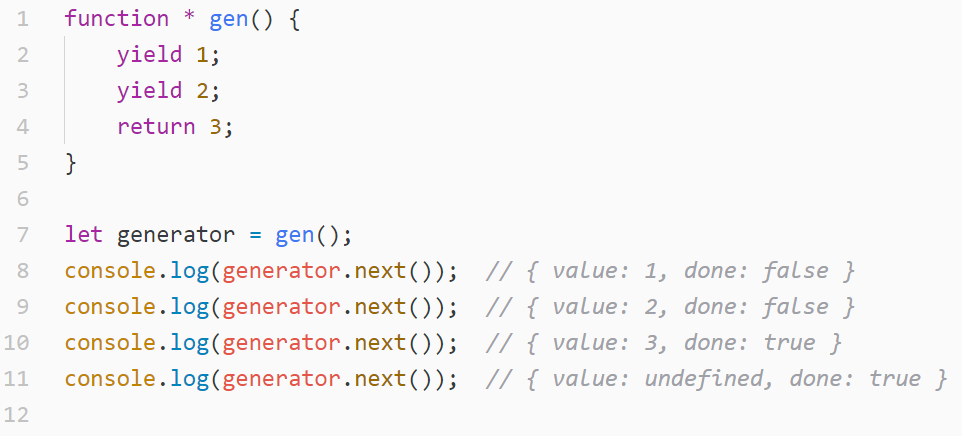 1 function * gen() {
2     yield 1;
3     yield 2;
4     return 3;
5 }
6
7 let generator = gen();
8 console.log(generator.next());  // { value: 1, done: false }
9 console.log(generator.next());  // { value: 2, done: false }
10 console.log(generator.next());  // { value: 3, done: true }
11 console.log(generator.next());  // { value: undefined, done: true }
12